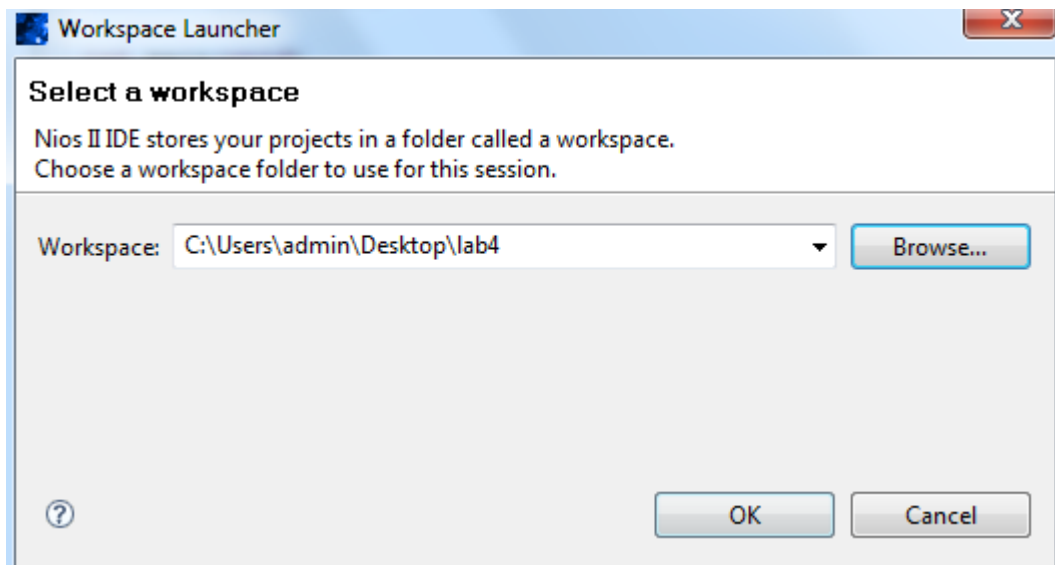 Workspace Launcher
Select a workspace
Nios II IDE stores your projects in a folder called a workspace.
Choose a workspace folder to use for this session.
Workspace: C:\Users\admin\Desktop\lab4 Browse...
? OK Cancel